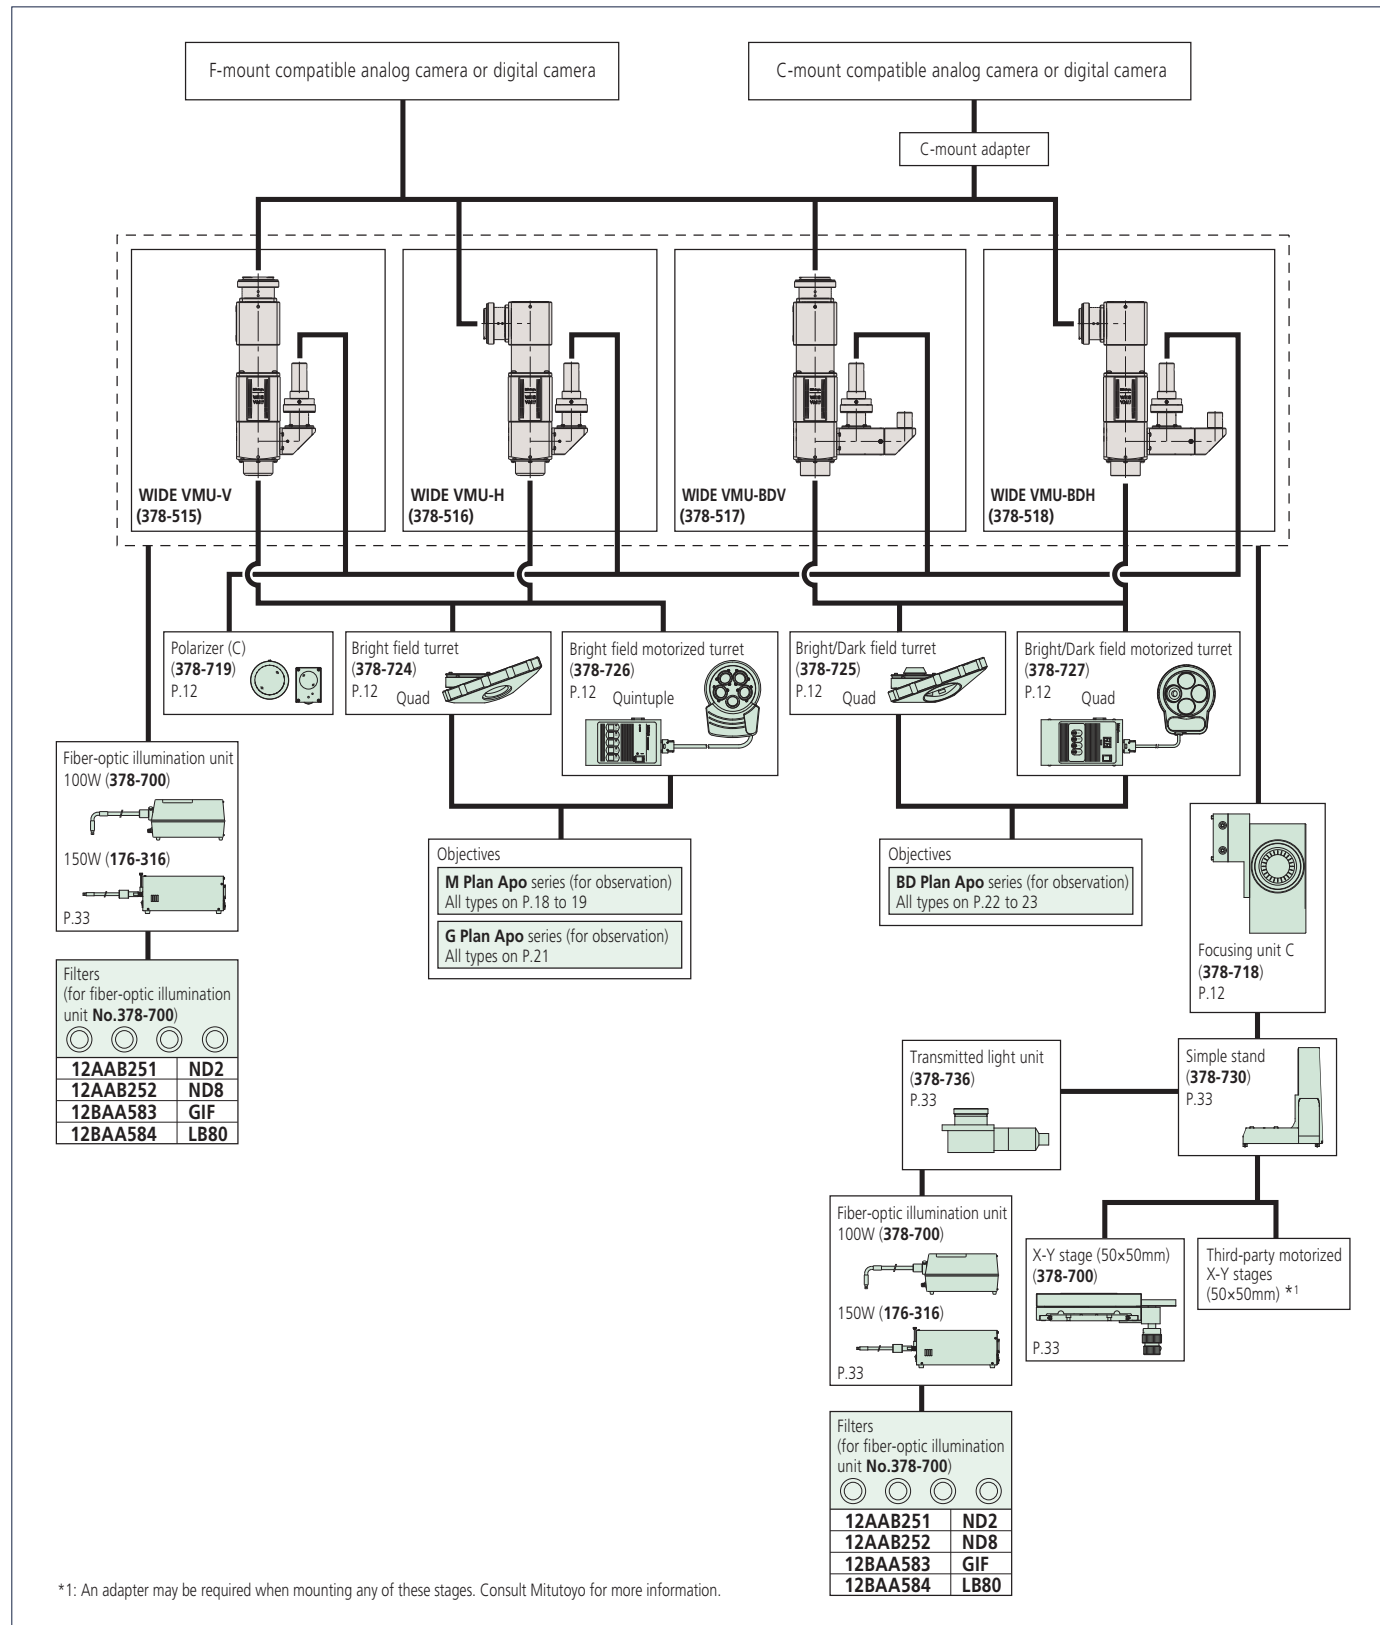 F-mount compatible analog camera or digital camera
C-mount compatible analog camera or digital camera
C-mount adapter
WIDE VMU-V
(378-515)
WIDE VMU-H
(378-516)
WIDE VMU-BDV
(378-517)
WIDE VMU-BDH
(378-518)
Polarizer (C)
(378-719)
P.12
Bright field turret
(378-724)
P.12 Quad
Bright field motorized turret
(378-726)
P.12 Quintuple
Bright/Dark field turret
(378-725)
P.12 Quad
Bright/Dark field motorized turret
(378-727)
P.12 Quad
Fiber-optic illumination unit
100W (378-700)
150W (176-316)
P.33
Filters
(for fiber-optic illumination
unit No.378-700)
12AAB251 ND2
12AAB252 ND8
12BAA583 GIF
12BAA584 LB80
Objectives
M Plan Apo series (for observation)
All types on P.18 to 19
G Plan Apo series (for observation)
All types on P.21
Objectives
BD Plan Apo series (for observation)
All types on P.22 to 23
Focusing unit C
(378-718)
P.12
Transmitted light unit
(378-736)
P.33
Simple stand
(378-730)
P.33
Fiber-optic illumination unit
100W (378-700)
150W (176-316)
P.33
X-Y stage (50×50mm)
(378-700)
P.33
Third-party motorized
X-Y stages
(50×50mm) *1
Filters
(for fiber-optic illumination
unit No.378-700)
12AAB251 ND2
12AAB252 ND8
12BAA583 GIF
12BAA584 LB80
*1: An adapter may be required when mounting any of these stages. Consult Mitutoyo for more information.